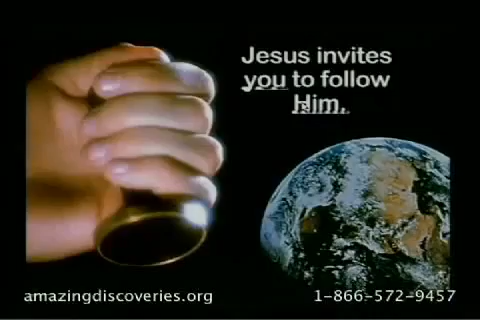 Jesus invites
you to follow
Him.
amazingdiscoveries.org
1-866-572-9457